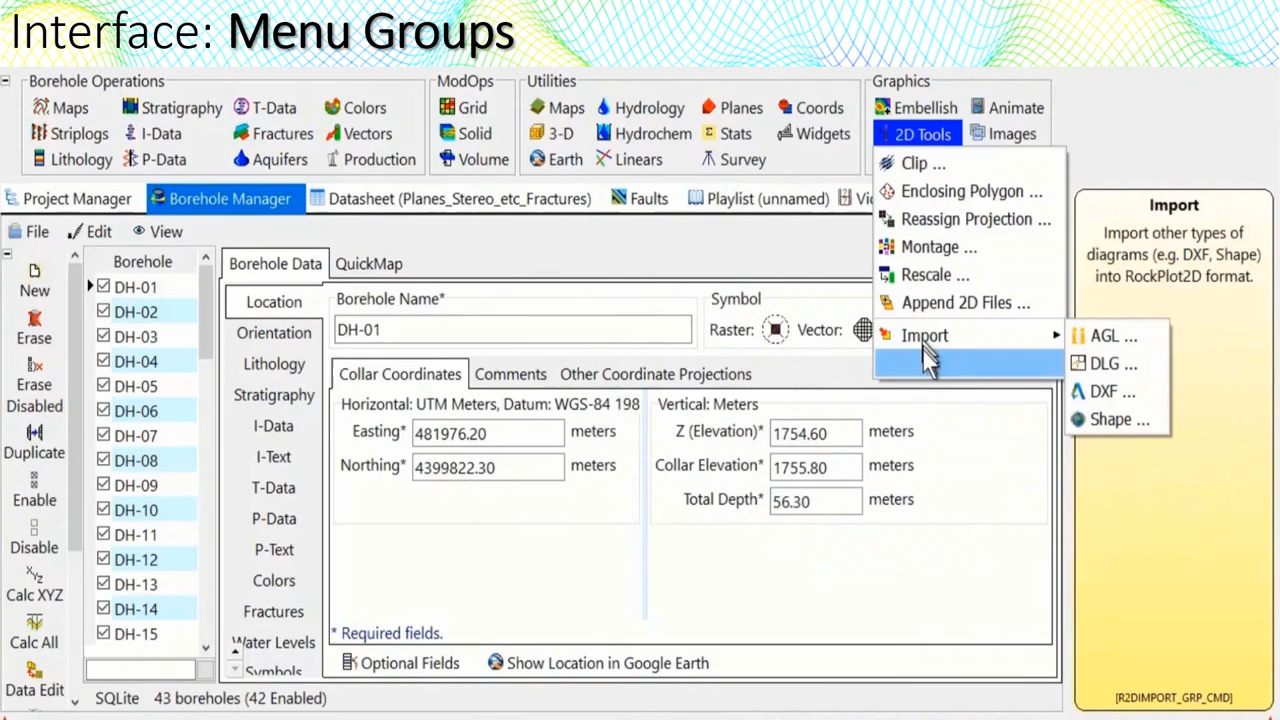 Interface: Menu Groups
Borehole Operations
Maps Stratigraphy T-Data Colors
Striplogs I-Data Fractures Vectors
Lithology P-Data Aquifers Production
ModOps
Grid
Solid
Volume
Utilities
Maps Hydrology Planes Coords
3-D Hydrochem Stats Widgets
Earth Linears Survey
Graphics
Embellish Animate
2D Tools Images
Clip ...
Enclosing Polygon ...
Reassign Projection ...
Montage ...
Rescale ...
Append 2D Files ...
Import
AGL ...
DLG ...
DXF ...
Shape ...
Project Manager Borehole Manager Datasheet (Planes_Stereo_etc_Fractures) Faults Playlist (unnamed)
File Edit View
New
Erase
Erase
Disabled
Duplicate
Enable
Disable
XYZ
Calc XYZ
Calc All
Data Edit
Borehole
DH-01
DH-02
DH-03
DH-04
DH-05
DH-06
DH-07
DH-08
DH-09
DH-10
DH-11
DH-12
DH-13
DH-14
DH-15
Borehole Data QuickMap
Location
Orientation
Lithology
Stratigraphy
I-Data
I-Text
T-Data
P-Data
P-Text
Colors
Fractures
Water Levels
Symbols
Borehole Name*
DH-01
Symbol
Raster: Vector:
Collar Coordinates Comments Other Coordinate Projections
Horizontal: UTM Meters, Datum: WGS-84 198
Easting* 481976.20 meters
Northing* 4399822.30 meters
Vertical: Meters
Z (Elevation)* 1754.60 meters
Collar Elevation* 1755.80 meters
Total Depth* 56.30 meters
* Required fields.
Optional Fields Show Location in Google Earth
SQLite 43 boreholes (42 Enabled)
Import
Import other types of
diagrams (e.g. DXF, Shape)
into RockPlot2D format.
[R2DIMPORT_GRP_CMD]